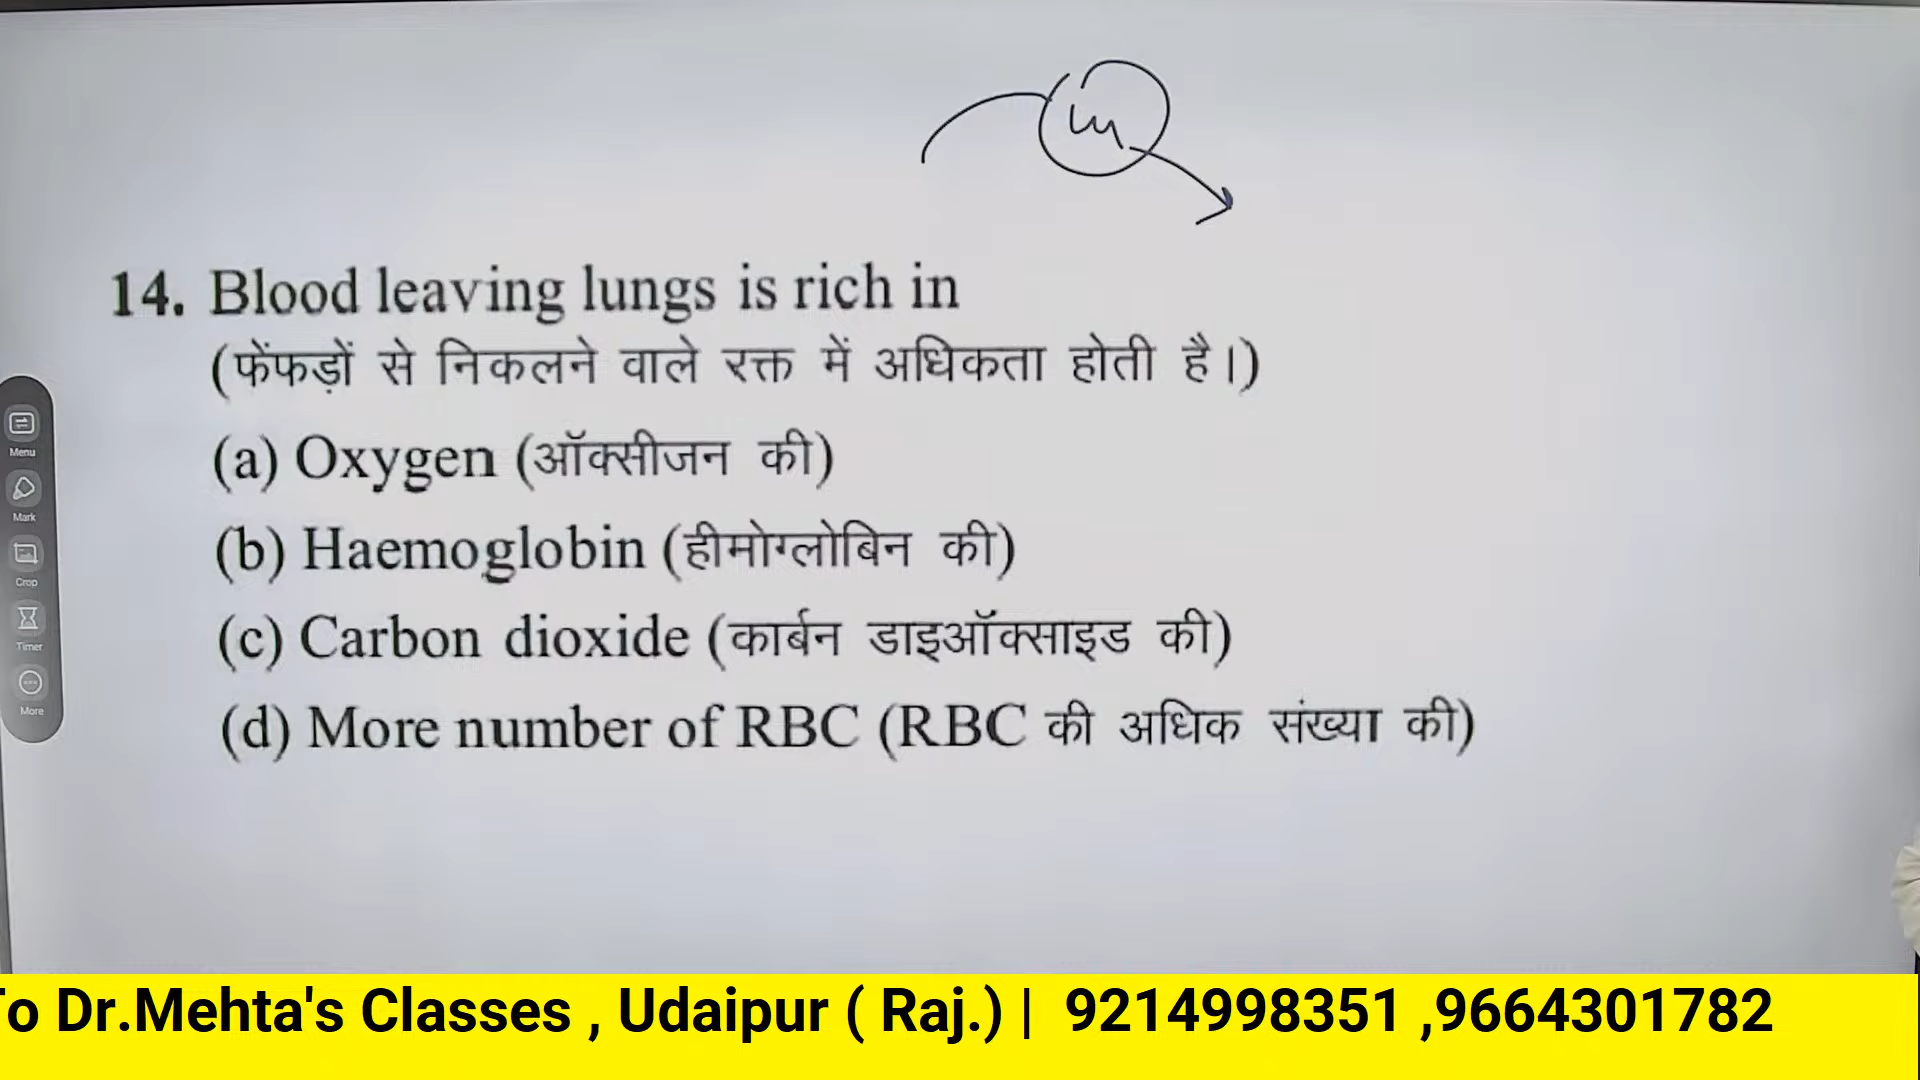 14. Blood leaving lungs is rich in
(फेंफड़ों से निकलने वाले रक्त में अधिकता होती है।)
(a) Oxygen (ऑक्सीजन की)
(b) Haemoglobin (हीमोग्लोबिन की)
(c) Carbon dioxide (कार्बन डाइऑक्साइड की)
(d) More number of RBC (RBC की अधिक संख्या की)
Menu
Mark
Crop
Timer
More
To Dr.Mehta's Classes , Udaipur ( Raj.) | 9214998351 ,9664301782